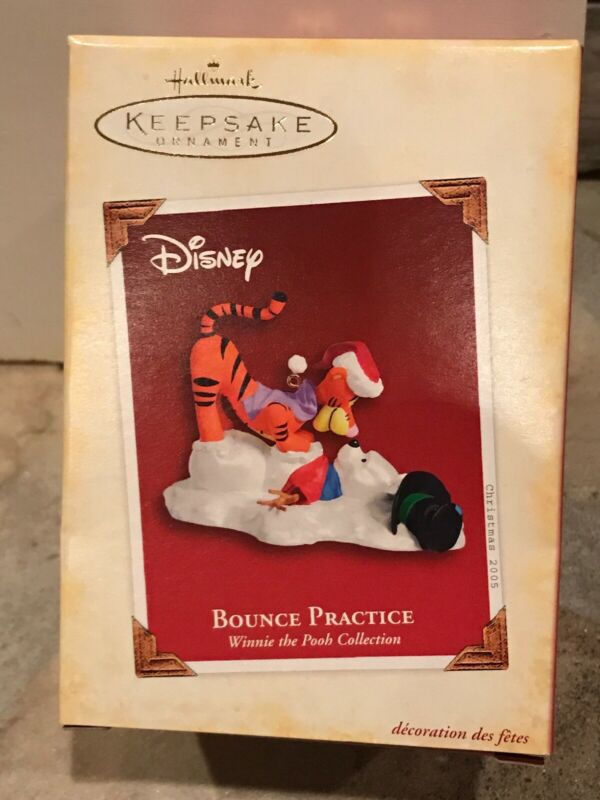 Hallmark
KEEPSAKE
ORNAMENT
Disney
Christmas 2005
BOUNCE PRACTICE
Winnie the Pooh Collection
décoration des fêtes